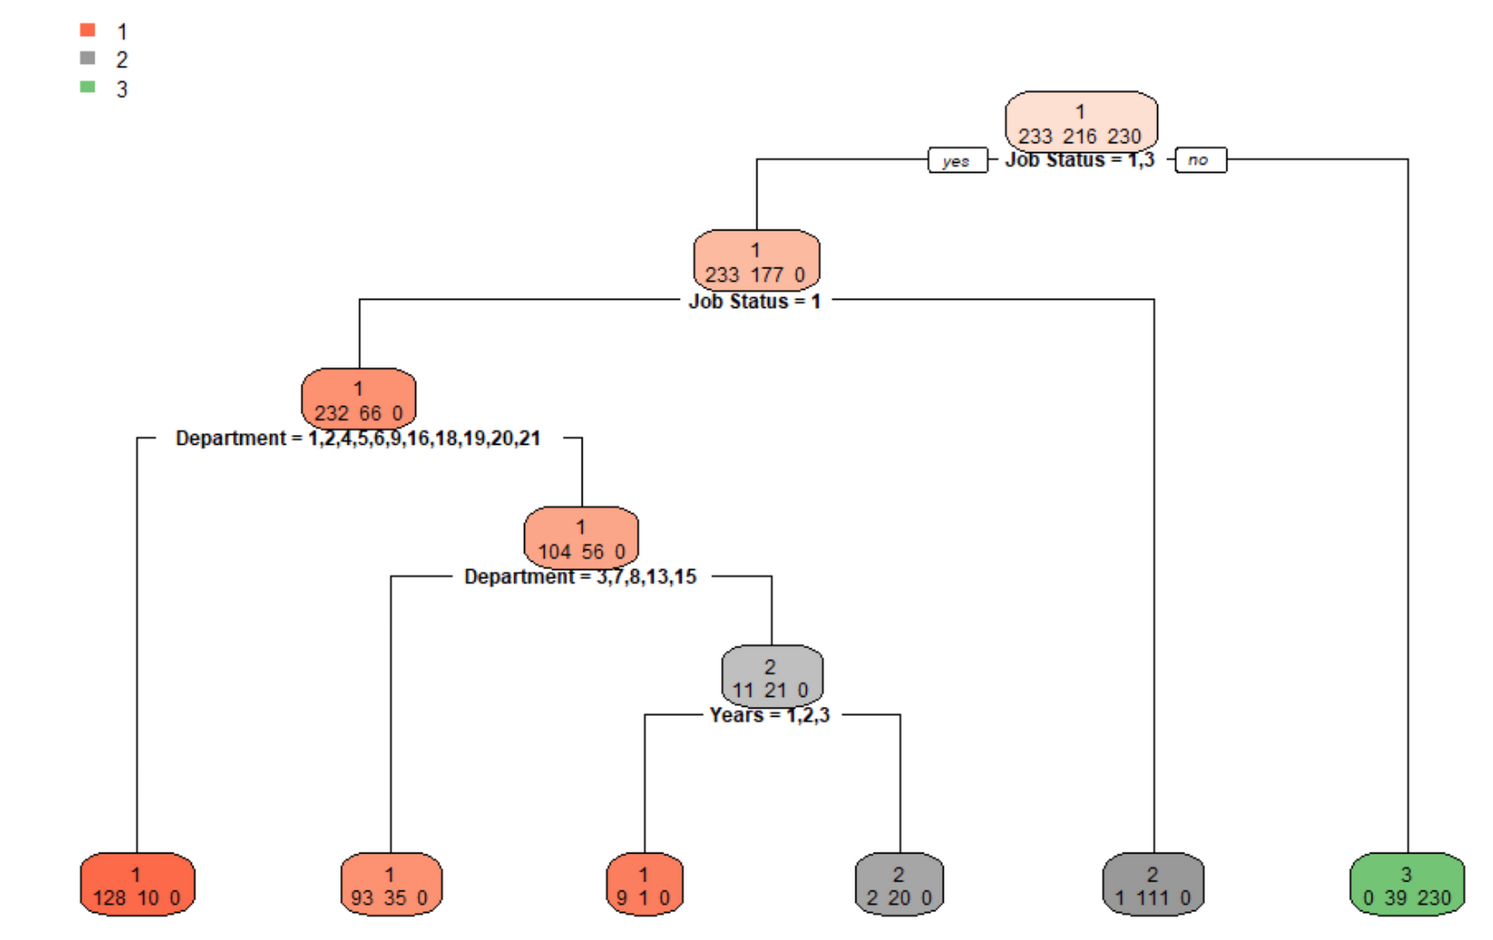 1
2
3
1
233 216 230
yes Job Status = 1,3 no
1
233 177 0
Job Status = 1
1
232 66 0
Department = 1,2,4,5,6,9,16,18,19,20,21
1
104 56 0
Department = 3,7,8,13,15
2
11 21 0
Years = 1,2,3
1
128 10 0
1
93 35 0
1
9 1 0
2
2 20 0
2
1 111 0
3
0 39 230